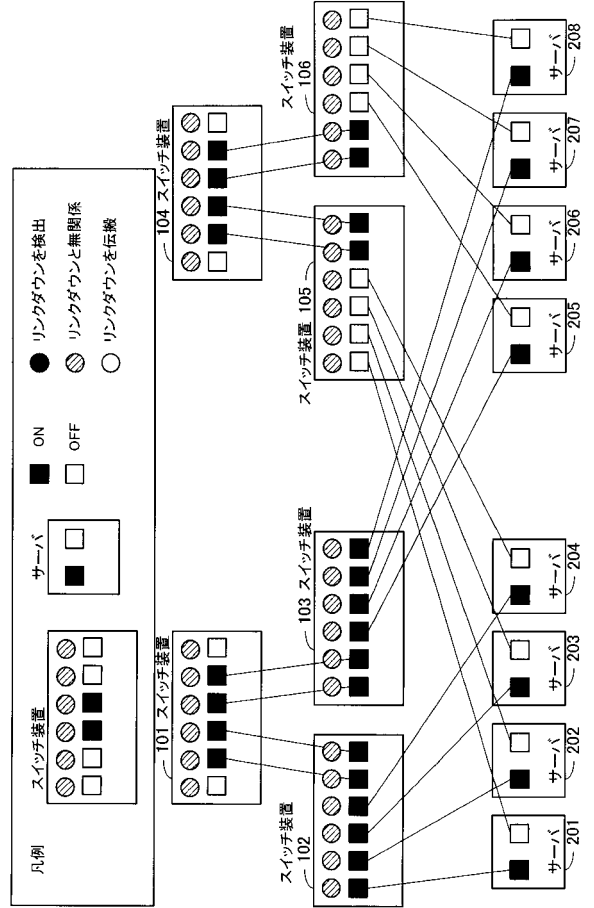 凡例
スイッチ装置
サーバ
ON
OFF
リンクダウンを検出
リンクダウンと無関係
リンクダウンを伝搬
101 スイッチ装置
104 スイッチ装置
スイッチ装置
102
103 スイッチ装置
スイッチ装置 105
スイッチ装置
106
サーバ
201
サーバ
202
サーバ
203
サーバ
204
サーバ
205
サーバ
206
サーバ
207
サーバ
208